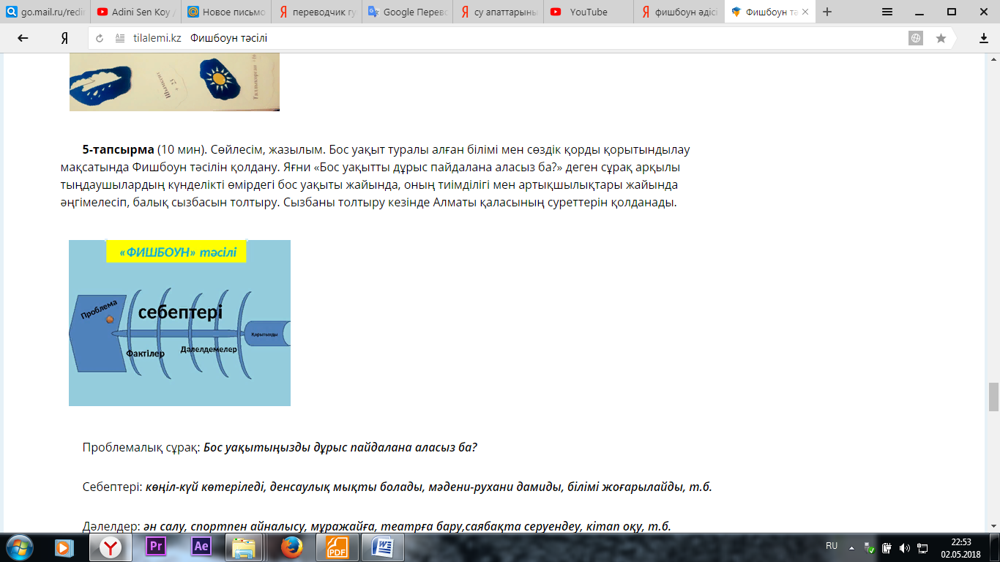 go.mail.ru/redir
Adini Sen Koy
Новое письмо
переводчик гу
Google Перево
су апаттарыны
YouTube
фишбоун әдісі
Фишбоун тә
tilalemi.kz Фишбоун тәсілі
5-тапсырма (10 мин). Сөйлесім, жазылым. Бос уақыт туралы алған білімі мен сөздік қорды қорытындылау
мақсатында Фишбоун тәсілін қолдану. Яғни «Бос уақытты дұрыс пайдалана аласыз ба?» деген сұрақ арқылы
тыңдаушылардың күнделікті өмірдегі бос уақыты жайында, оның тиімділігі мен артықшылықтары жайында
әңгімелесіп, балық сызбасын толтыру. Сызбаны толтыру кезінде Алматы қаласының суреттерін қолданады.
«ФИШБОУН» тәсілі
Проблема
себептері
Қорытынды
Фактілер
Дәлелдемелер
Проблемалық сұрақ: Бос уақытыңызды дұрыс пайдалана аласыз ба?
Себептері: көңіл-күй көтеріледі, денсаулық мықты болады, мәдени-рухани дамиды, білімі жоғарылайды, т.б.
Дәлелдер: ән салу, спортпен айналысу, мұражайға, театрға бару,саябақта серуендеу, кітап оқу, т.б.
Pr
Ae
PDF
RU
22:53
02.05.2018